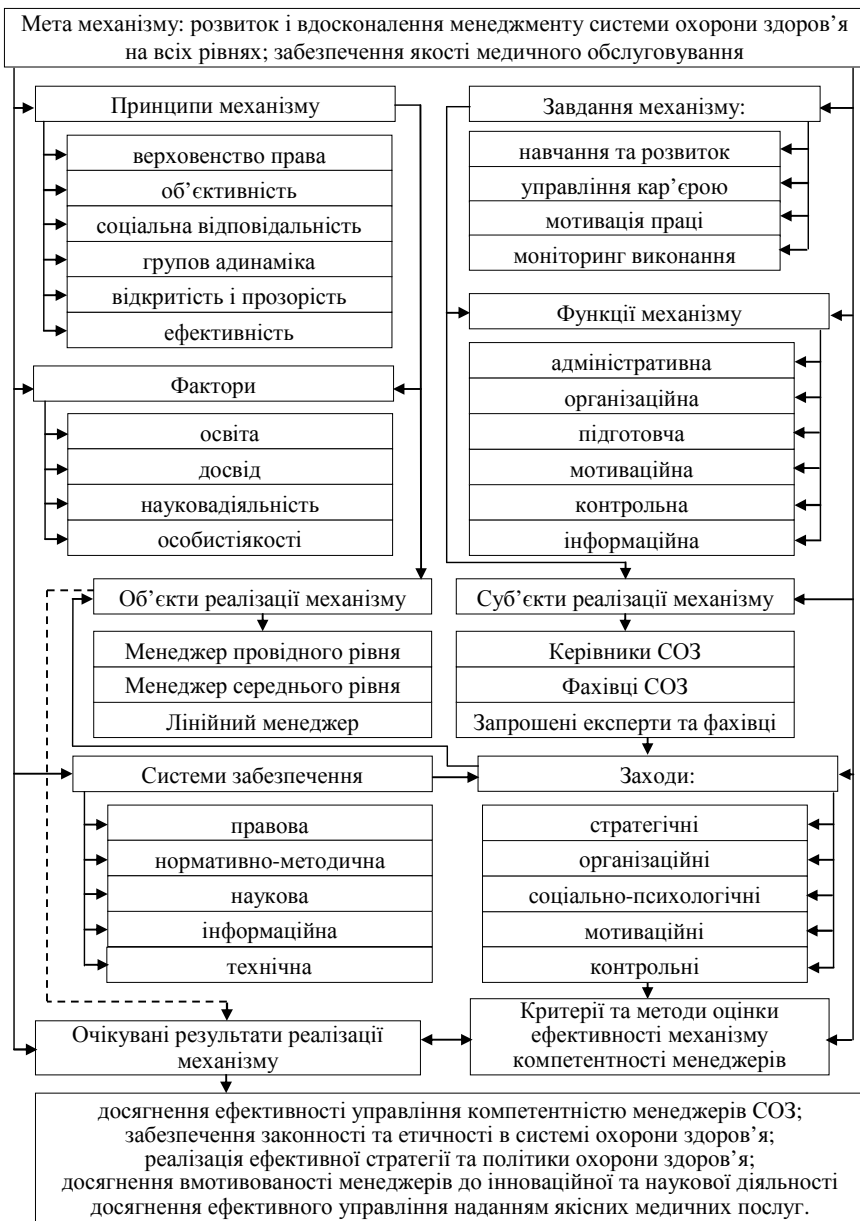 Мета механізму: розвиток і вдосконалення менеджменту системи охорони здоров’я
на всіх рівнях; забезпечення якості медичного обслуговування
Принципи механізму
верховенство права
об’єктивність
соціальна відповідальність
групов адинаміка
відкритість і прозорість
ефективність
Фактори
освіта
досвід
науковадіяльність
особистіякості
Завдання механізму:
навчання та розвиток
управління кар’єрою
мотивація праці
моніторинг виконання
Функції механізму
адміністративна
організаційна
підготовча
мотиваційна
контрольна
інформаційна
Об’єкти реалізації механізму
Менеджер провідного рівня
Менеджер середнього рівня
Лінійний менеджер
Суб’єкти реалізації механізму
Керівники СОЗ
Фахівці СОЗ
Запрошені експерти та фахівці
Системи забезпечення
правова
нормативно-методична
наукова
інформаційна
технічна
Заходи:
стратегічні
організаційні
соціально-психологічні
мотиваційні
контрольні
Очікувані результати реалізації
механізму
Критерії та методи оцінки
ефективності механізму
компетентності менеджерів
досягнення ефективності управління компетентністю менеджерів СОЗ;
забезпечення законності та етичності в системі охорони здоров’я;
реалізація ефективної стратегії та політики охорони здоров’я;
досягнення вмотивованості менеджерів до інноваційної та наукової діяльності
досягнення ефективного управління наданням якісних медичних послуг.